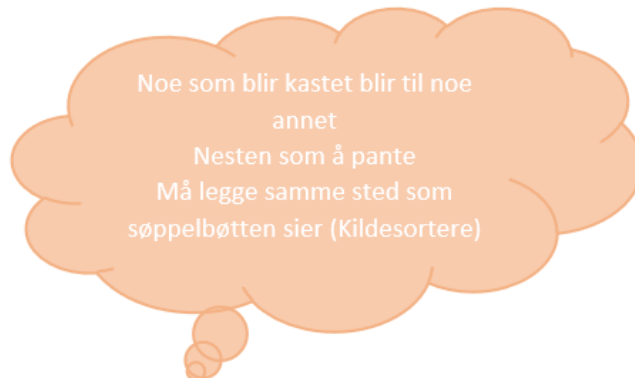 Noe som blir kastet blir til noe
annet
Nesten som å pante
Må legge samme sted som
søppelbøtten sier (Kildesortere)